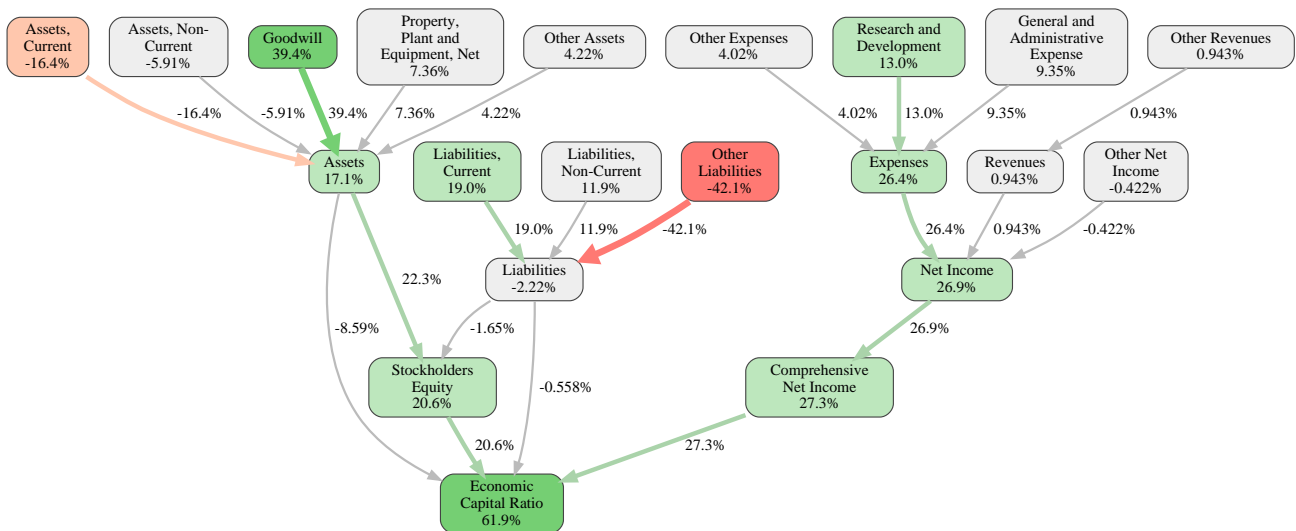 Assets,
Current
-16.4%
Assets, Non-
Current
-5.91%
Goodwill
39.4%
Property,
Plant and
Equipment, Net
7.36%
Other Assets
4.22%
Other Expenses
4.02%
Research and
Development
13.0%
General and
Administrative
Expense
9.35%
Other Revenues
0.943%
-16.4%
-5.91%
39.4%
7.36%
4.22%
4.02%
13.0%
9.35%
0.943%
Assets
17.1%
Liabilities,
Current
19.0%
Liabilities,
Non-Current
11.9%
Other
Liabilities
-42.1%
Expenses
26.4%
Revenues
0.943%
Other Net
Income
-0.422%
19.0%
11.9%
-42.1%
26.4%
0.943%
-0.422%
Liabilities
-2.22%
Net Income
26.9%
22.3%
-8.59%
-1.65%
26.9%
Stockholders
Equity
20.6%
-0.558%
Comprehensive
Net Income
27.3%
20.6%
27.3%
Economic
Capital Ratio
61.9%